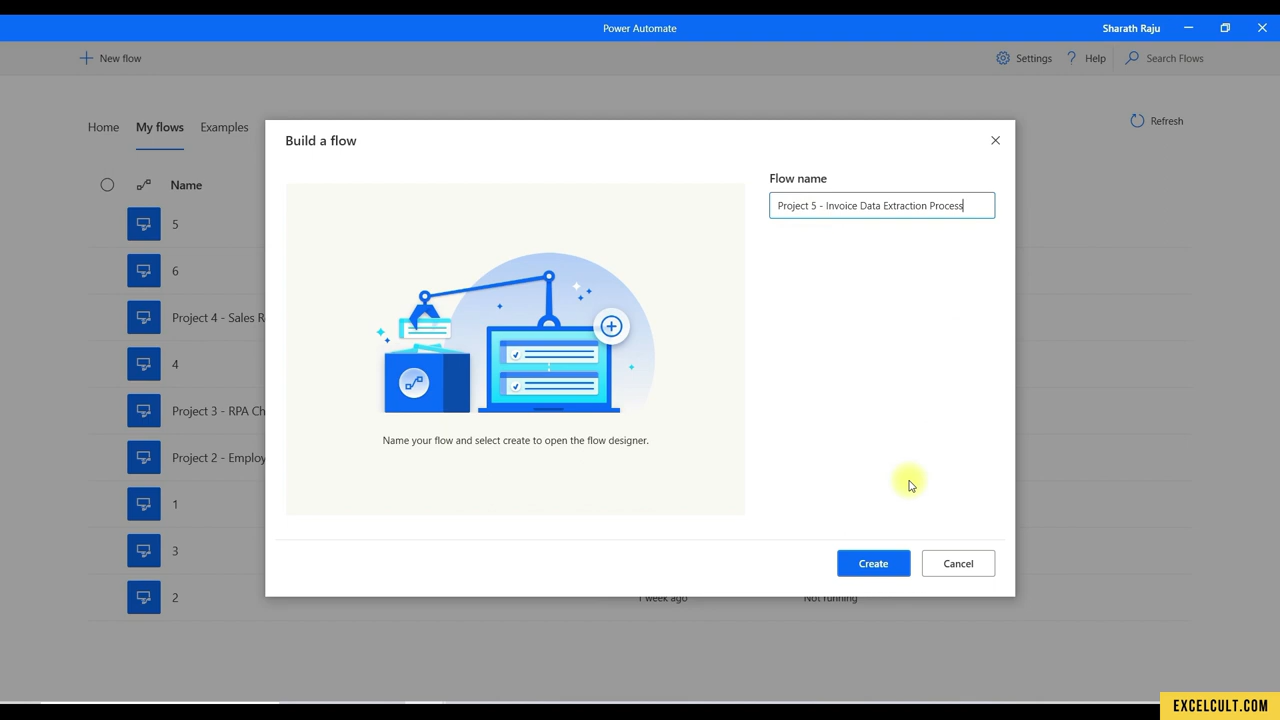 Power Automate
Sharath Raju
New flow
Settings
Help
Search Flows
Home
My flows
Examples
Refresh
Build a flow
Flow name
Project 5 - Invoice Data Extraction Process
Name
5
6
Project 4 - Sales R
4
Project 3 - RPA Ch
Project 2 - Employ
1
3
2
1 week ago
Not running
Name your flow and select create to open the flow designer.
Create
Cancel
EXCELCULT.COM